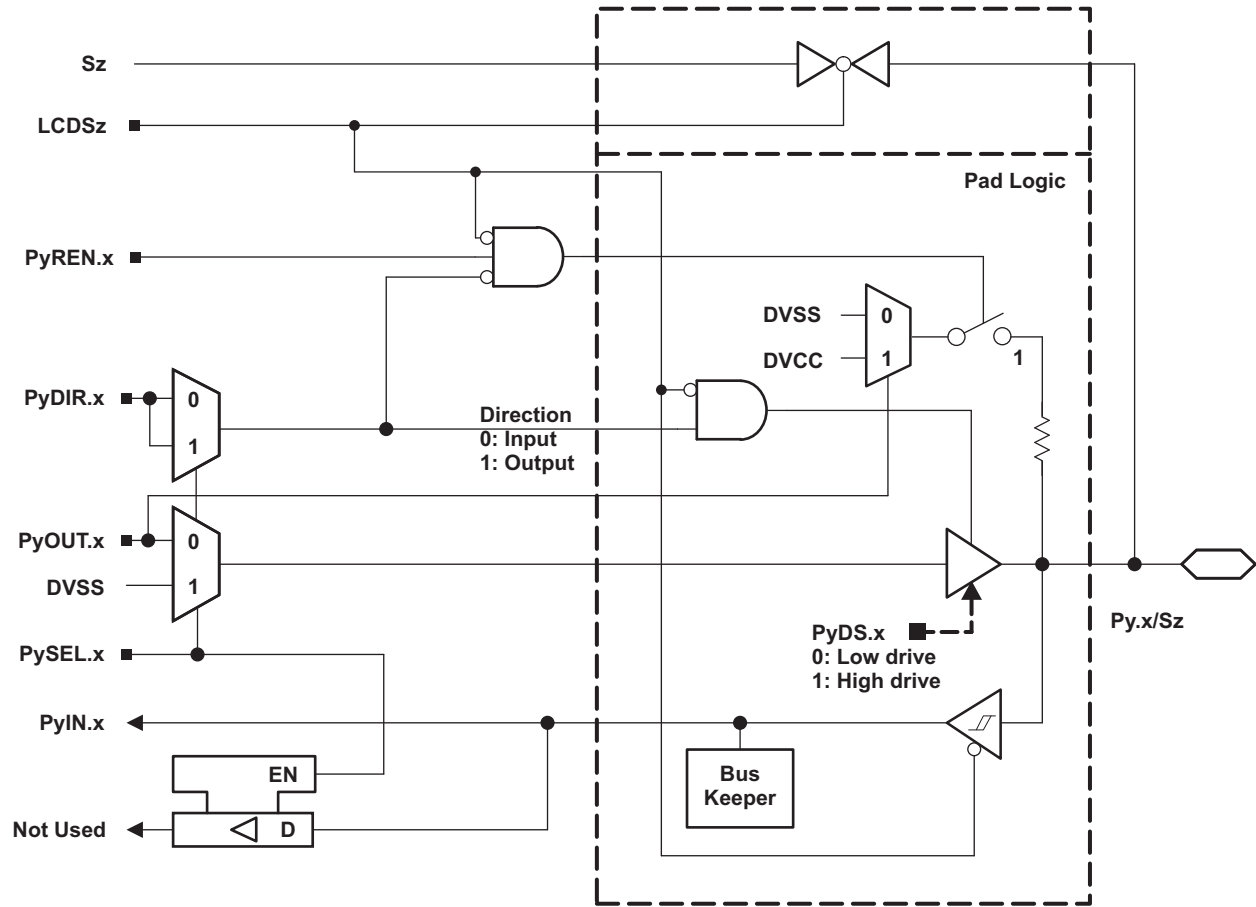 Sz
LCDSz
Pad Logic
PyREN.x
DVSS
0
DVCC
1
1
PyDIR.x
0
1
Direction
0: Input
1: Output
PyOUT.x
0
DVSS
1
PySEL.x
PyDS.x
0: Low drive
1: High drive
Py.x/Sz
PyIN.x
EN
Bus
Keeper
Not Used
D